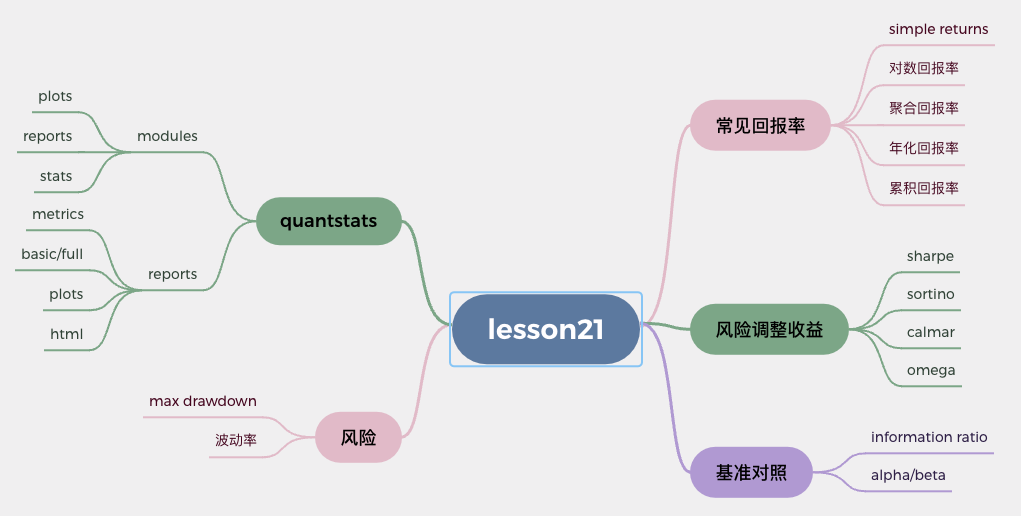 lesson21
常见回报率
simple returns
对数回报率
聚合回报率
年化回报率
累积回报率
风险调整收益
sharpe
sortino
calmar
omega
基准对照
information ratio
alpha/beta
quantstats
modules
plots
reports
stats
reports
metrics
basic/full
plots
html
风险
max drawdown
波动率